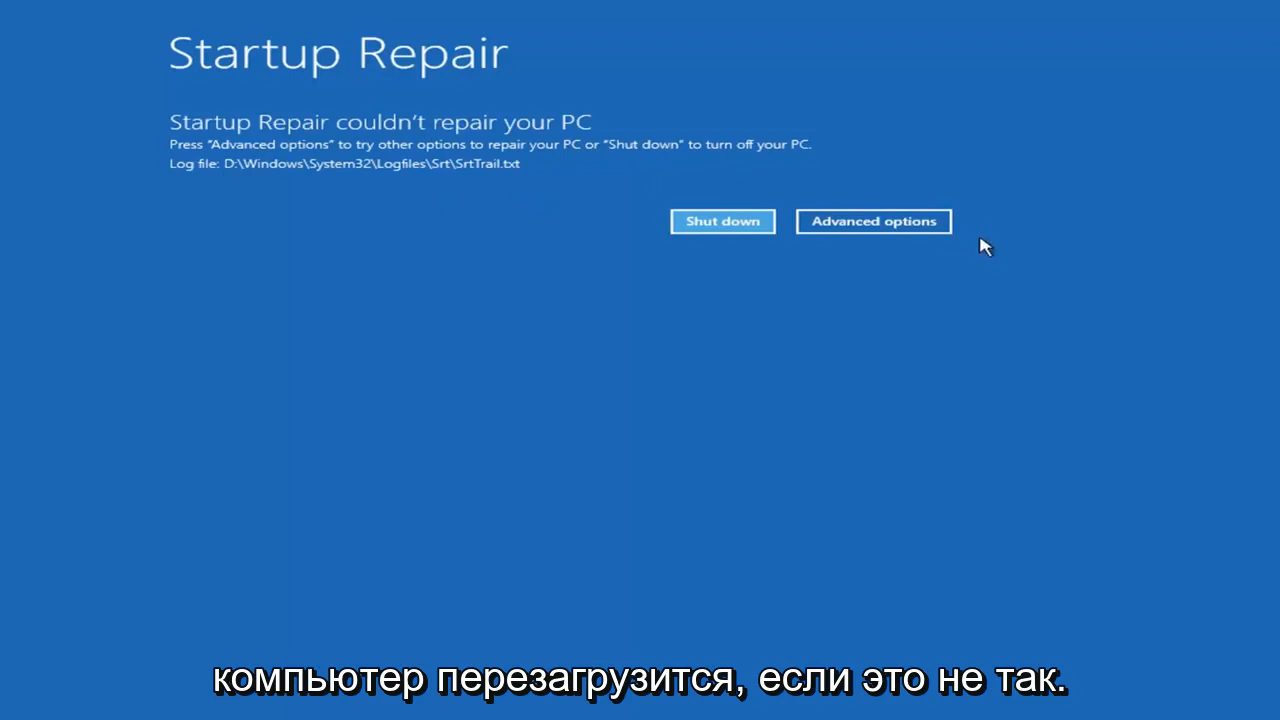 Startup Repair
Startup Repair couldn't repair your PC
Press "Advanced options" to try other options to repair your PC or "Shut down" to turn off your PC.
Log file: D:\Windows\System32\Logfiles\Srt\SrtTrail.txt
Shut down Advanced options
компьютер перезагрузится, если это не так.